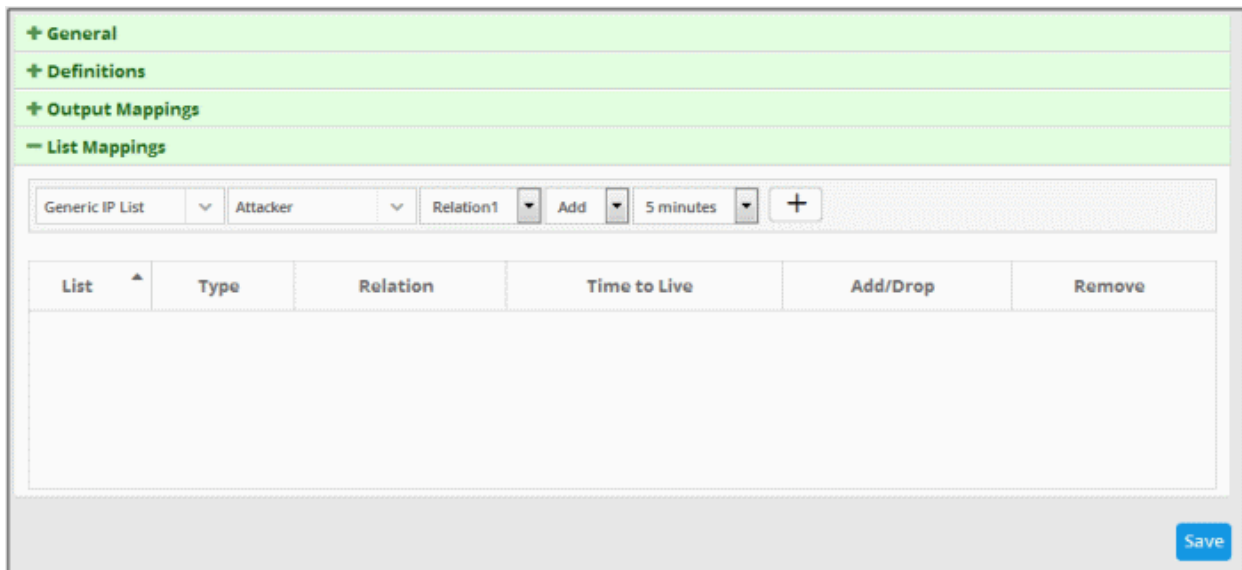 + General
+ Definitions
+ Output Mappings
− List Mappings
Generic IP List Attacker Relation1 Add 5 minutes +
List Type Relation Time to Live Add/Drop Remove
Save